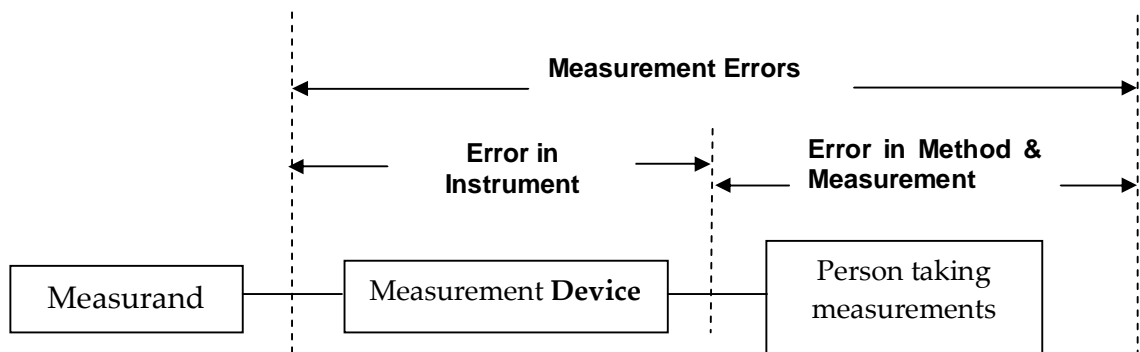 Measurement Errors
Error in
Instrument
Error in Method &
Measurement
Measurand
Measurement Device
Person taking
measurements